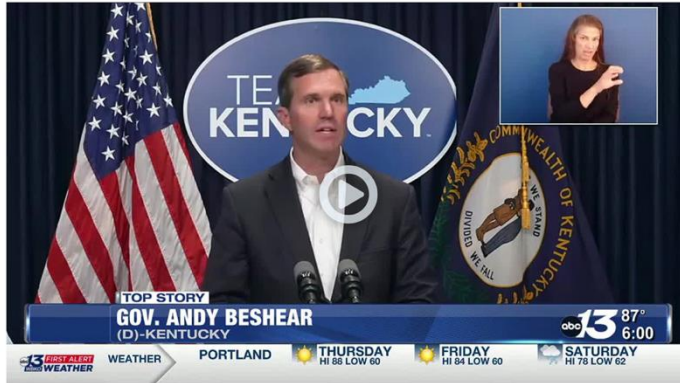 TE
KENTUCKY™
COMMONWEALTH OF KENTUCKY
UNITED WE STAND
DIVIDED WE FALL
TOP STORY
GOV. ANDY BESHEAR
(D)-KENTUCKY
abc 13
87°
6:00
13 FIRST ALERT WEATHER
WEATHER
PORTLAND
THURSDAY
HI 88 LOW 60
FRIDAY
HI 84 LOW 60
SATURDAY
HI 78 LOW 62